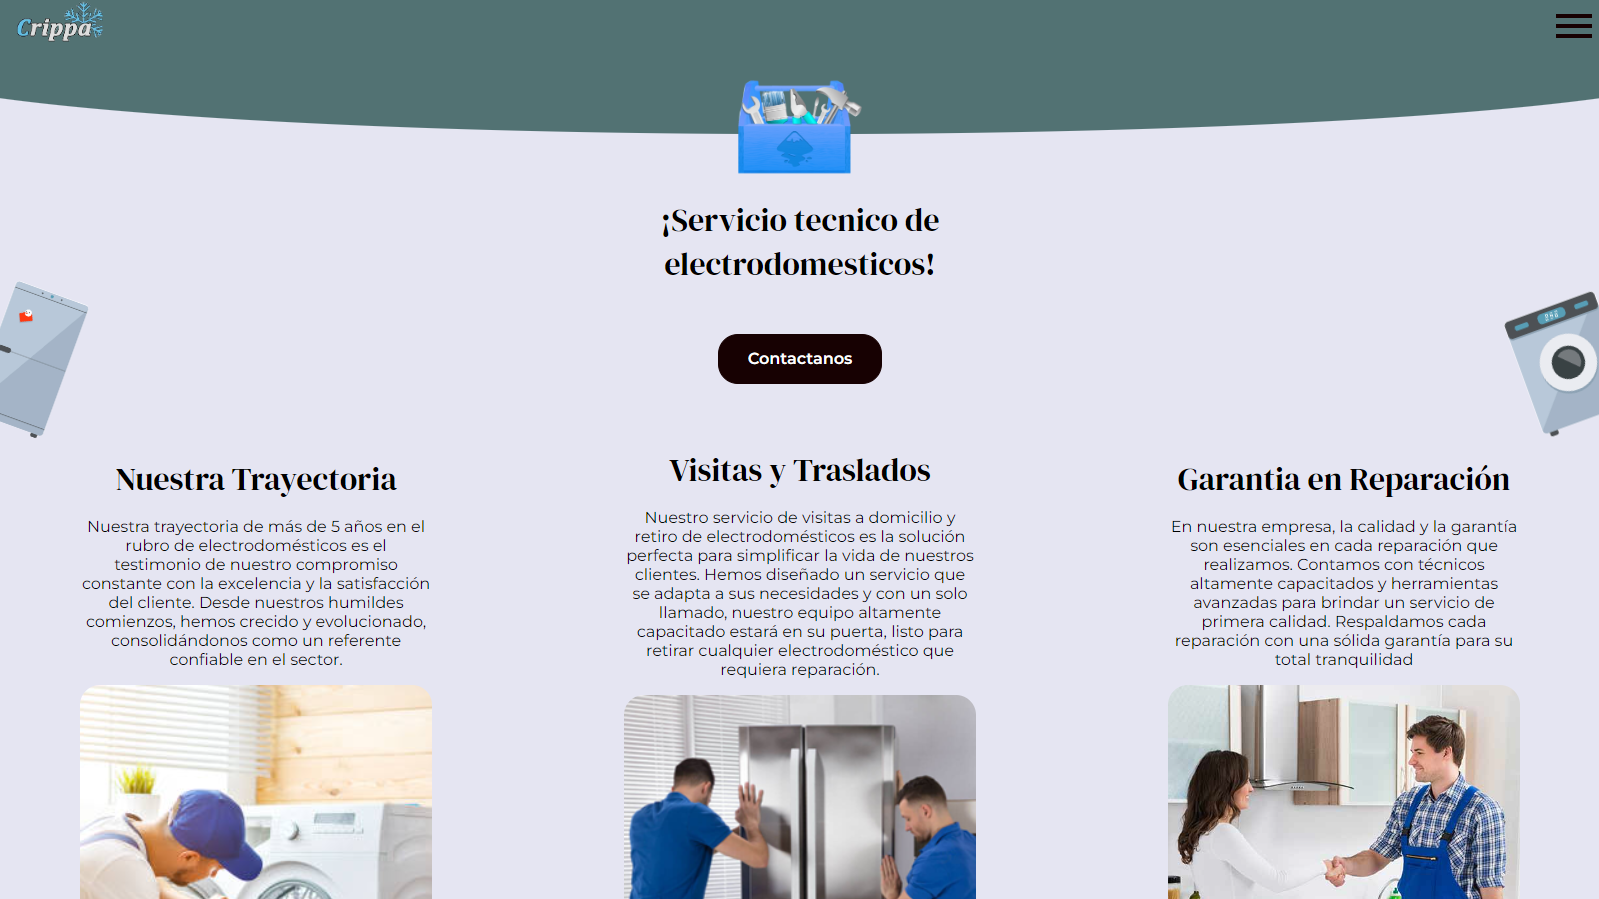 Crippa
¡Servicio tecnico de
electrodomesticos!
Contactanos
Nuestra Trayectoria
Nuestra trayectoria de más de 5 años en el
rubro de electrodomésticos es el
testimonio de nuestro compromiso
constante con la excelencia y la satisfacción
del cliente. Desde nuestros humildes
comienzos, hemos crecido y evolucionado,
consolidándonos como un referente
confiable en el sector.
Visitas y Traslados
Nuestro servicio de visitas a domicilio y
retiro de electrodomésticos es la solución
perfecta para simplificar la vida de nuestros
clientes. Hemos diseñado un servicio que
se adapta a sus necesidades y con un solo
llamado, nuestro equipo altamente
capacitado estará en su puerta, listo para
retirar cualquier electrodoméstico que
requiera reparación.
Garantia en Reparación
En nuestra empresa, la calidad y la garantía
son esenciales en cada reparación que
realizamos. Contamos con técnicos
altamente capacitados y herramientas
avanzadas para brindar un servicio de
primera calidad. Respaldamos cada
reparación con una sólida garantía para su
total tranquilidad